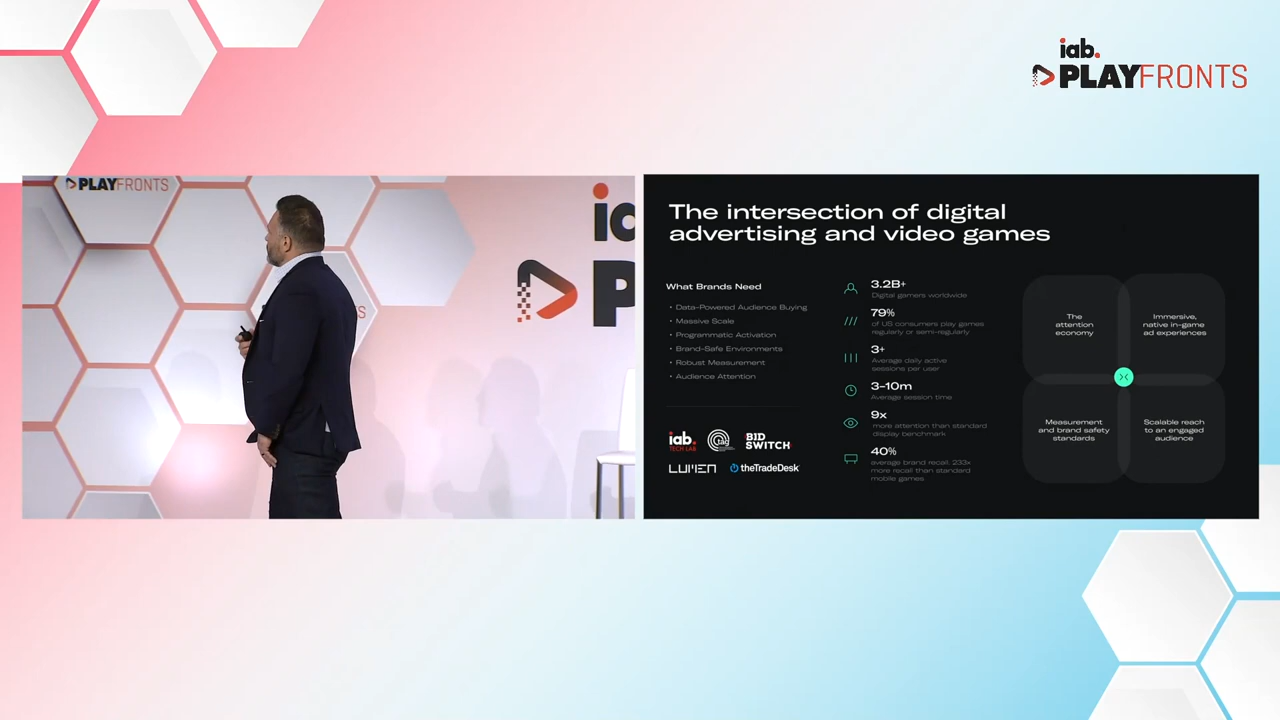 iab.
PLAYFRONTS
PLAYFRONTS
The intersection of digital
advertising and video games
What Brands Need
• Data-Powered Audience Buying
• Massive Scale
• Programmatic Activation
• Brand-Safe Environments
• Robust Measurement
• Audience Attention
iab.
TECH LAB
BID
SWITCH
LUMEN
theTradeDesk
3.2B+
Digital gamers worldwide
79%
of US consumers play games
regularly or semi-regularly
3+
Average daily active
sessions per user
3-10m
Average session time
9x
more attention than standard
display benchmark
40%
average brand recall. 233x
more recall than standard
mobile games
The
attention
economy
Immersive,
native in-game
ad experiences
Measurement
and brand safety
standards
Scalable reach
to an engaged
audience